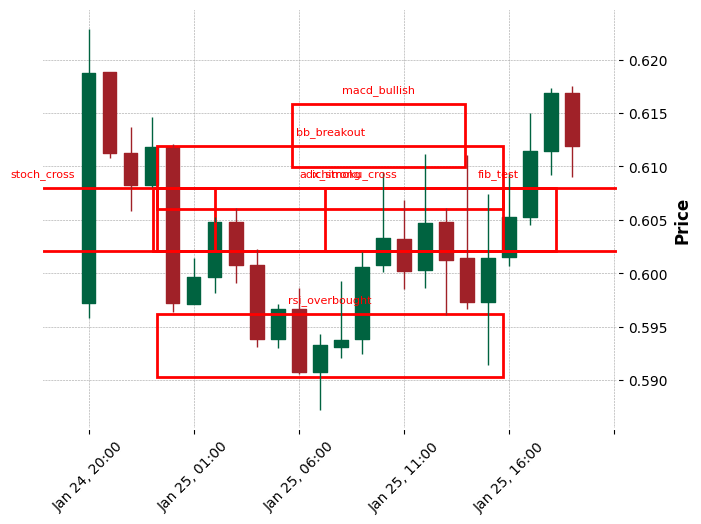 0.620
macd_bullish
0.615
bb_breakout
0.610
stoch_cross
ichimoku_cross
fib_test
0.605
Price
0.600
rsi_overbought
0.595
0.590
Jan 24, 20:00
Jan 25, 01:00
Jan 25, 06:00
Jan 25, 11:00
Jan 25, 16:00